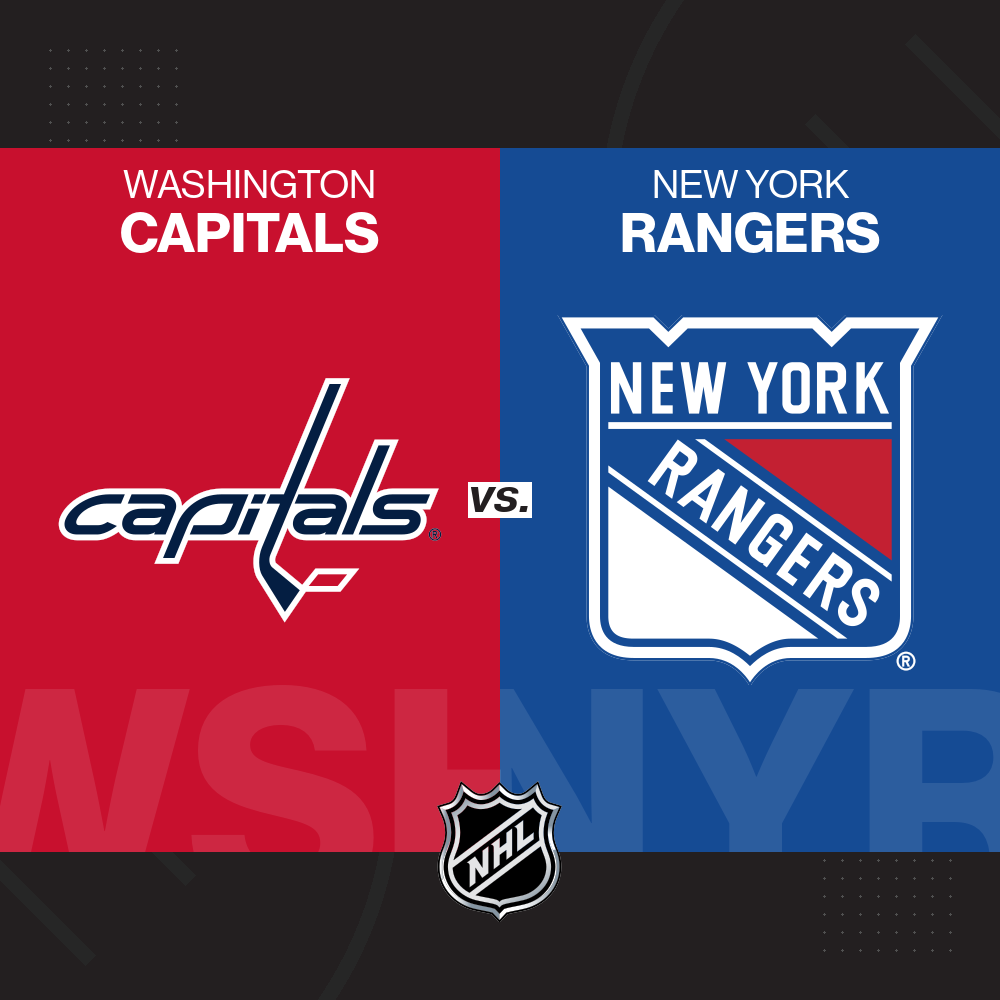 WASHINGTON
CAPITALS
NEW YORK
RANGERS
capitals
®
vs.
NEW YORK
RANGERS
®
WSH
NYR
NHL